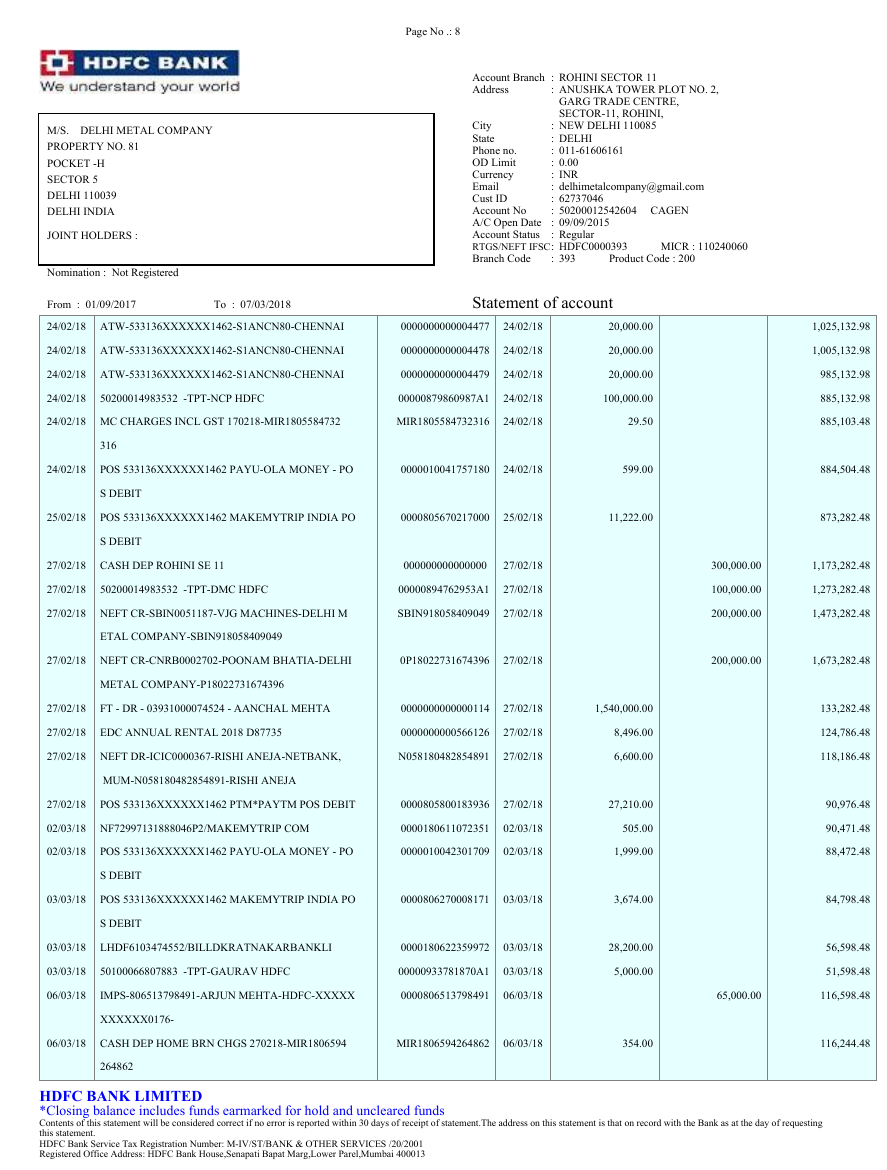 Page No .: 8
HDFC BANK
We understand your world
Account Branch : ROHINI SECTOR 11
Address : ANUSHKA TOWER PLOT NO. 2,
GARG TRADE CENTRE,
SECTOR-11, ROHINI,
City : NEW DELHI 110085
State : DELHI
Phone no. : 011-61606161
OD Limit : 0.00
Currency : INR
Email : delhimetalcompany@gmail.com
Cust ID : 62737046
Account No : 50200012542604 CAGEN
A/C Open Date : 09/09/2015
Account Status : Regular
RTGS/NEFT IFSC: HDFC0000393 MICR : 110240060
Branch Code : 393 Product Code : 200
M/S. DELHI METAL COMPANY
PROPERTY NO. 81
POCKET -H
SECTOR 5
DELHI 110039
DELHI INDIA
JOINT HOLDERS :
Nomination : Not Registered
From : 01/09/2017 To : 07/03/2018 Statement of account
24/02/18 ATW-533136XXXXXX1462-S1ANCN80-CHENNAI 0000000000004477 24/02/18 20,000.00 1,025,132.98
24/02/18 ATW-533136XXXXXX1462-S1ANCN80-CHENNAI 0000000000004478 24/02/18 20,000.00 1,005,132.98
24/02/18 ATW-533136XXXXXX1462-S1ANCN80-CHENNAI 0000000000004479 24/02/18 20,000.00 985,132.98
24/02/18 50200014983532 -TPT-NCP HDFC 00000879860987A1 24/02/18 100,000.00 885,132.98
24/02/18 MC CHARGES INCL GST 170218-MIR1805584732 MIR1805584732316 24/02/18 29.50 885,103.48
316
24/02/18 POS 533136XXXXXX1462 PAYU-OLA MONEY - PO 0000010041757180 24/02/18 599.00 884,504.48
S DEBIT
25/02/18 POS 533136XXXXXX1462 MAKEMYTRIP INDIA PO 0000805670217000 25/02/18 11,222.00 873,282.48
S DEBIT
27/02/18 CASH DEP ROHINI SE 11 000000000000000 27/02/18 300,000.00 1,173,282.48
27/02/18 50200014983532 -TPT-DMC HDFC 00000894762953A1 27/02/18 100,000.00 1,273,282.48
27/02/18 NEFT CR-SBIN0051187-VJG MACHINES-DELHI M SBIN918058409049 27/02/18 200,000.00 1,473,282.48
ETAL COMPANY-SBIN918058409049
27/02/18 NEFT CR-CNRB0002702-POONAM BHATIA-DELHI 0P18022731674396 27/02/18 200,000.00 1,673,282.48
METAL COMPANY-P18022731674396
27/02/18 FT - DR - 03931000074524 - AANCHAL MEHTA 0000000000000114 27/02/18 1,540,000.00 133,282.48
27/02/18 EDC ANNUAL RENTAL 2018 D87735 0000000000566126 27/02/18 8,496.00 124,786.48
27/02/18 NEFT DR-ICIC0000367-RISHI ANEJA-NETBANK, N058180482854891 27/02/18 6,600.00 118,186.48
MUM-N058180482854891-RISHI ANEJA
27/02/18 POS 533136XXXXXX1462 PTM*PAYTM POS DEBIT 0000805800183936 27/02/18 27,210.00 90,976.48
02/03/18 NF72997131888046P2/MAKEMYTRIP COM 0000180611072351 02/03/18 505.00 90,471.48
02/03/18 POS 533136XXXXXX1462 PAYU-OLA MONEY - PO 0000010042301709 02/03/18 1,999.00 88,472.48
S DEBIT
03/03/18 POS 533136XXXXXX1462 MAKEMYTRIP INDIA PO 0000806270008171 03/03/18 3,674.00 84,798.48
S DEBIT
03/03/18 LHDF6103474552/BILLDKRATNAKARBANKLI 0000180622359972 03/03/18 28,200.00 56,598.48
03/03/18 50100066807883 -TPT-GAURAV HDFC 00000933781870A1 03/03/18 5,000.00 51,598.48
06/03/18 IMPS-806513798491-ARJUN MEHTA-HDFC-XXXXX 0000806513798491 06/03/18 65,000.00 116,598.48
XXXXXX0176-
06/03/18 CASH DEP HOME BRN CHGS 270218-MIR1806594 MIR1806594264862 06/03/18 354.00 116,244.48
264862
HDFC BANK LIMITED
*Closing balance includes funds earmarked for hold and uncleared funds
Contents of this statement will be considered correct if no error is reported within 30 days of receipt of statement.The address on this statement is that on record with the Bank as at the day of requesting
this statement.
HDFC Bank Service Tax Registration Number: M-IV/ST/BANK & OTHER SERVICES /20/2001
Registered Office Address: HDFC Bank House,Senapati Bapat Marg,Lower Parel,Mumbai 400013